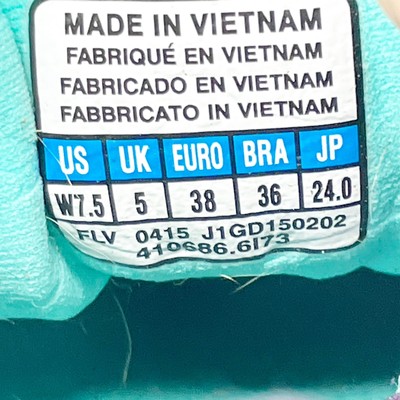 MADE IN VIETNAM
FABRIQUÉ EN VIETNAM
FABRICADO EN VIETNAM
FABBRICATO IN VIETNAM
US UK EURO BRA JP
W7.5 5 38 36 24.0
FLV 0415 J1GD150202
410686.6I73